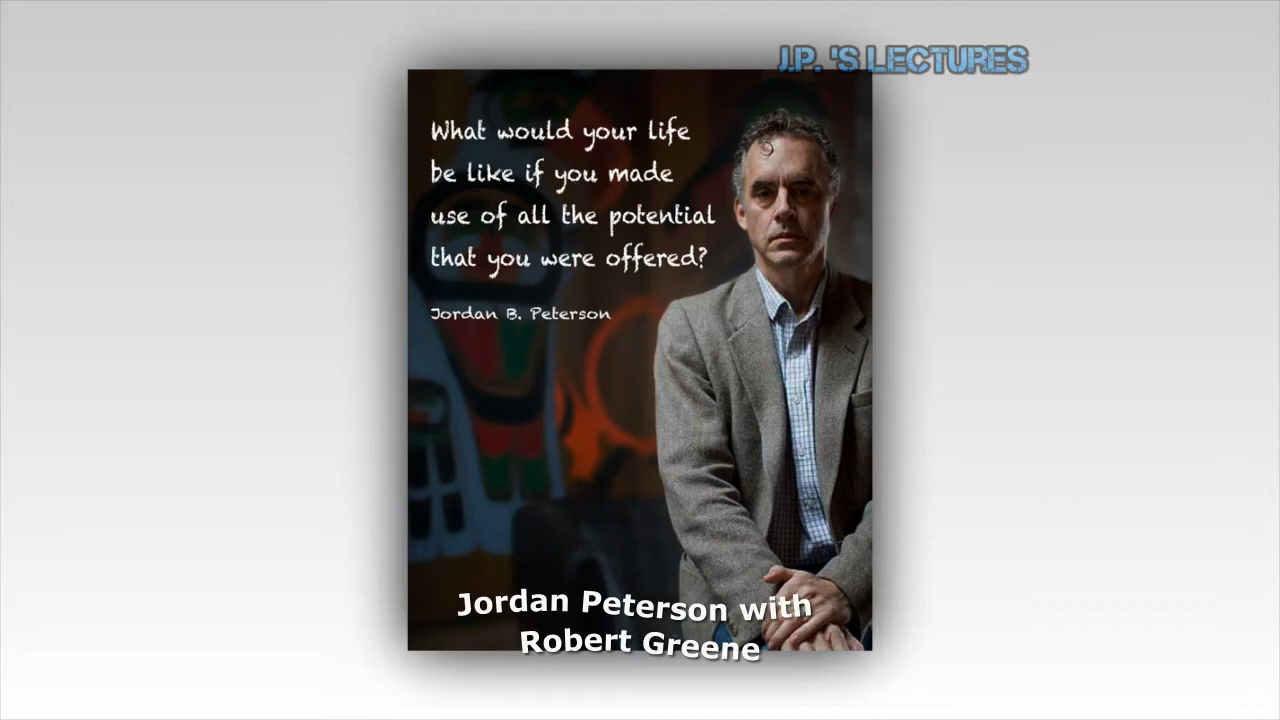 J.P. 'S LECTURES
What would your life
be like if you made
use of all the potential
that you were offered?
Jordan B. Peterson
Jordan Peterson with
Robert Greene